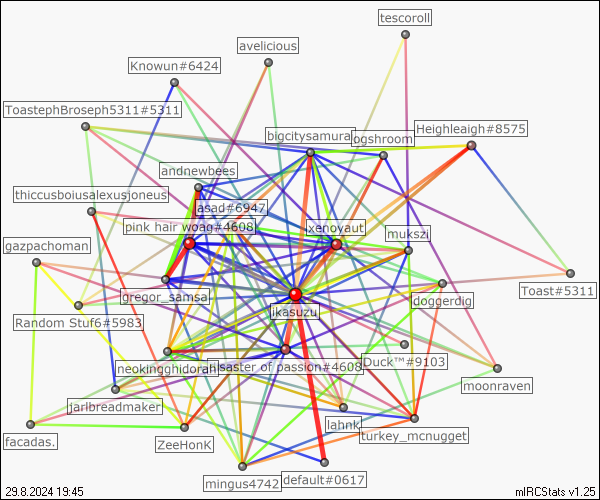 tescoroll
avelicious
Knowun#6424
ToastephBroseph5311#5311
bigcitysamura
ogshroom
Heighleigh#8575
andnewbees
thiccusboiusalexusjoneus
asad#6947
pink hair woag#4608
xenoyaut
mukszi
gazpachoman
gregor_samsa
Toast#5311
ikasuzu
doggerdig
Random Stuf6#5983
neokingghidorah
disaster of passion#4608
Duck™#9103
moonraven
jarlbreadmaker
lahnk
facadas.
ZeeHonK
turkey_mcnugget
mingus4742
default#0617
29.8.2024 19:45
mIRCStats v1.25